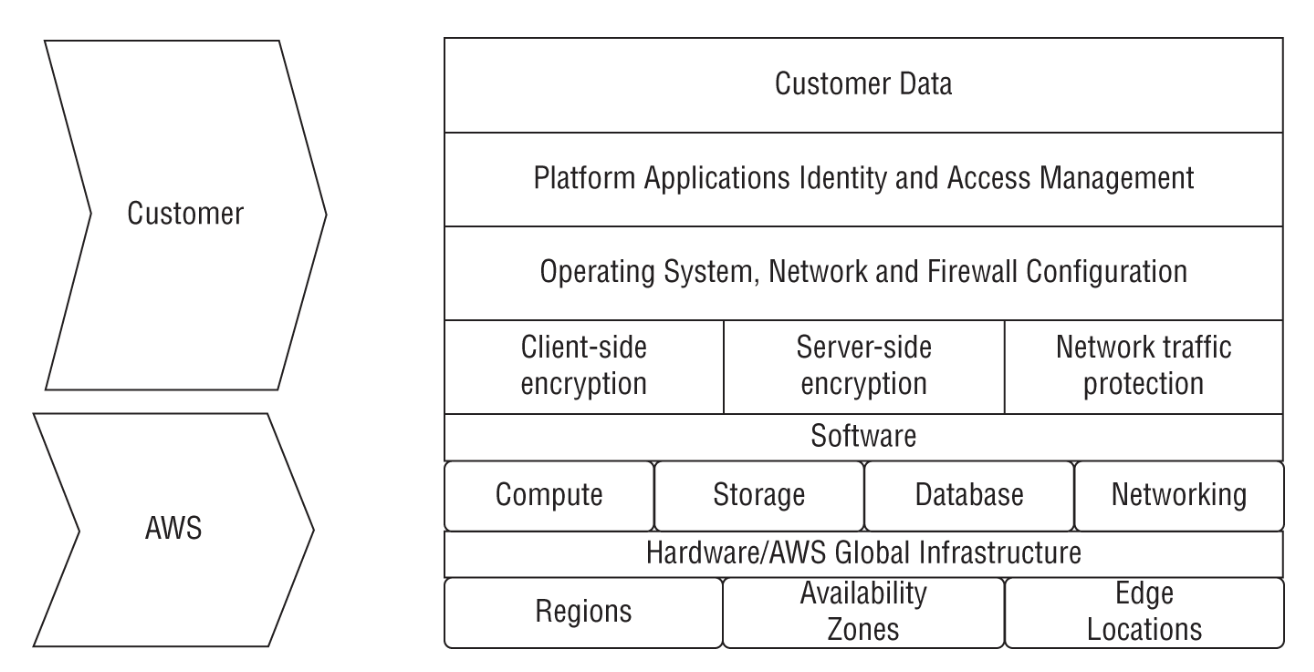 Customer
Customer Data
Platform Applications Identity and Access Management
Operating System, Network and Firewall Configuration
Client-side
encryption
Server-side
encryption
Network traffic
protection
AWS
Software
Compute
Storage
Database
Networking
Hardware/AWS Global Infrastructure
Regions
Availability
Zones
Edge
Locations